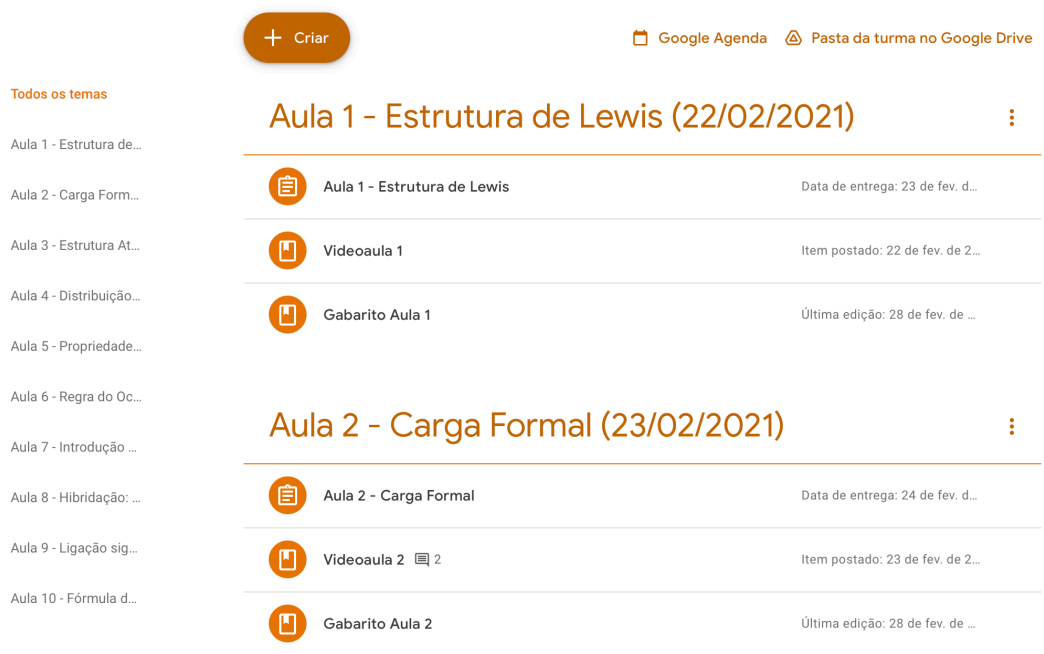 Criar
Google Agenda
Pasta da turma no Google Drive
Todos os temas
Aula 1 - Estrutura de...
Aula 2 - Carga Form...
Aula 3 - Estrutura At...
Aula 4 - Distribuição...
Aula 5 - Propriedade...
Aula 6 - Regra do Oc...
Aula 7 - Introdução ...
Aula 8 - Hibridação: ...
Aula 9 - Ligação sig...
Aula 10 - Fórmula d...
Aula 1 - Estrutura de Lewis (22/02/2021)
Aula 1 - Estrutura de Lewis
Data de entrega: 23 de fev. d...
Videoaula 1
Item postado: 22 de fev. de 2...
Gabarito Aula 1
Última edição: 28 de fev. de ...
Aula 2 - Carga Formal (23/02/2021)
Aula 2 - Carga Formal
Data de entrega: 24 de fev. d...
Videoaula 2 2
Item postado: 23 de fev. de 2...
Gabarito Aula 2
Última edição: 28 de fev. de ...